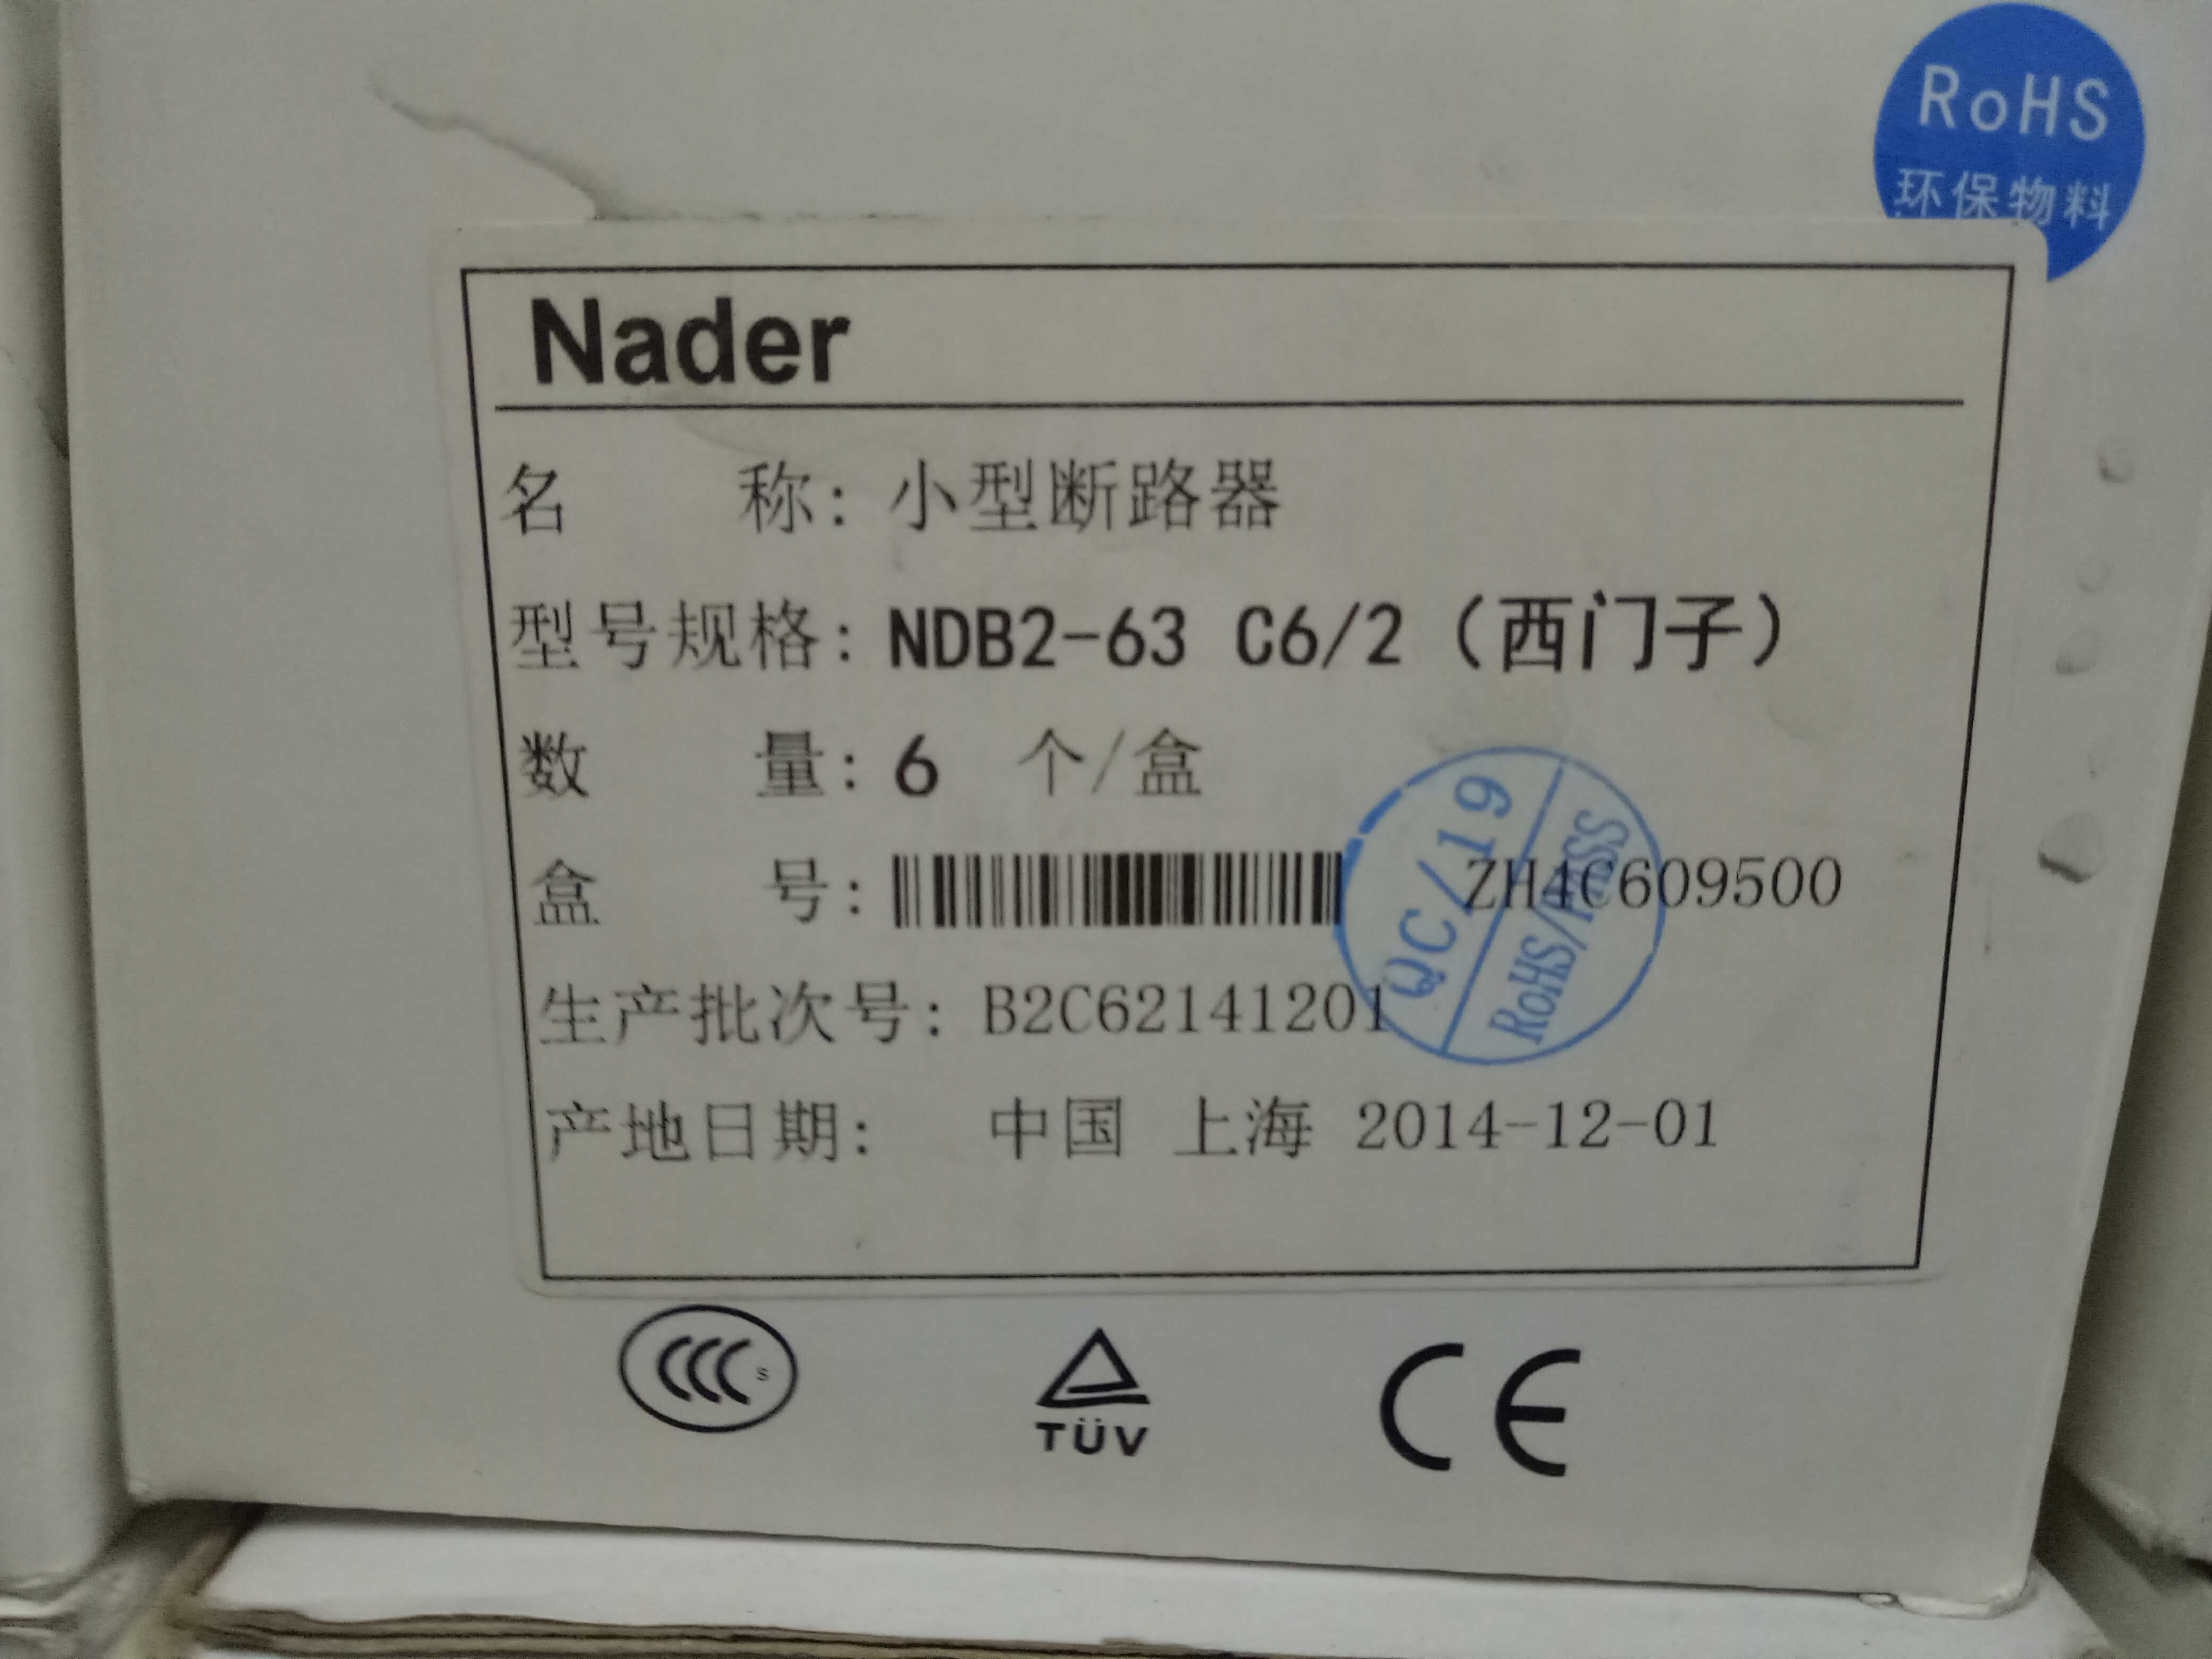 RoHS
环保物料
Nader
名 称: 小型断路器
型号规格: NDB2-63 C6/2 (西门子)
数 量: 6 个/盒
盒 号: ZH4C609500
QC/19
RoHS/PASS
生产批次号: B2C62141201
产地日期: 中国 上海 2014-12-01
CCC S
TÜV
CE